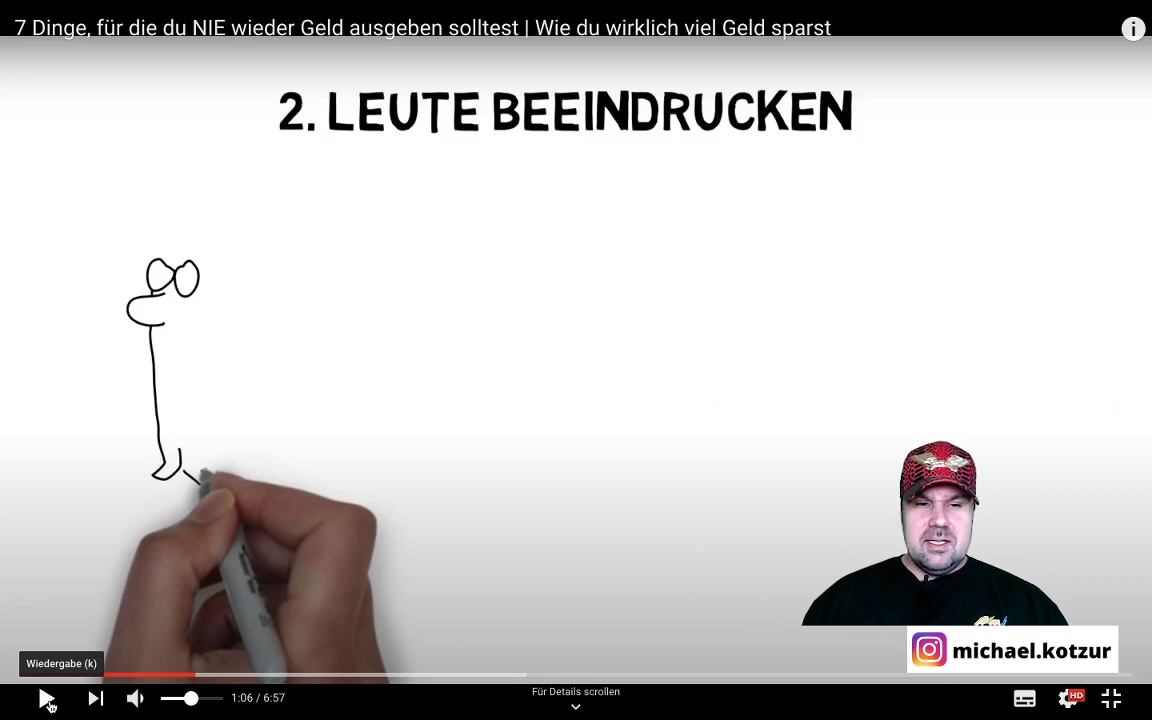 7 Dinge, für die du NIE wieder Geld ausgeben solltest | Wie du wirklich viel Geld sparst
2. LEUTE BEEINDRUCKEN
michael.kotzur
Wiedergabe (k)
1:06 / 6:57
Für Details scrollen
HD